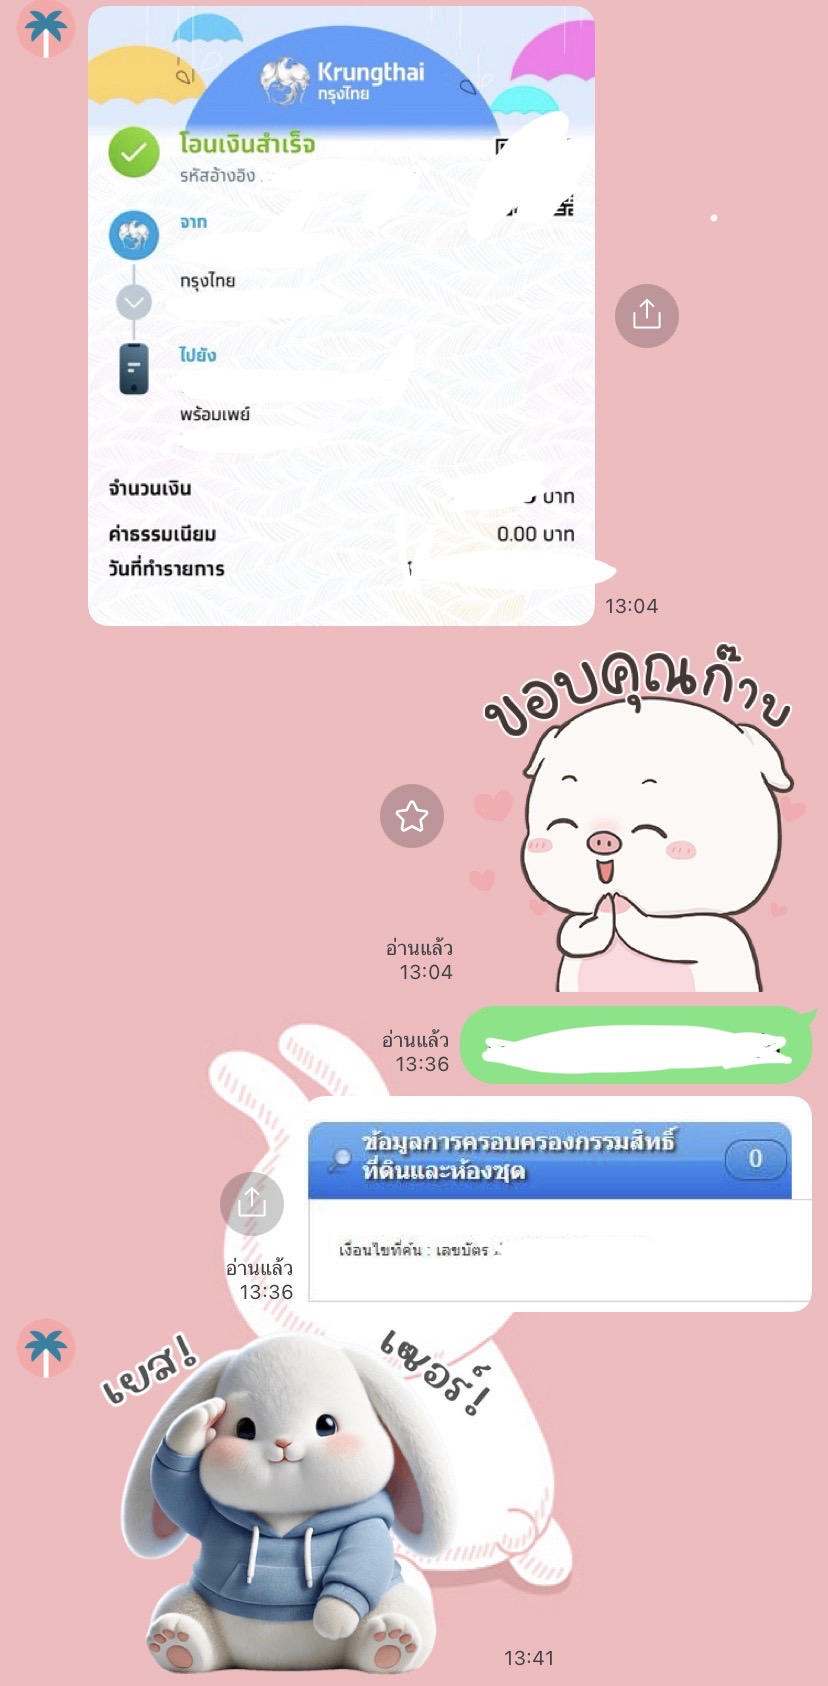 Krungthai
กรุงไทย
โอนเงินสำเร็จ
รหัสอ้างอิง
จาก
กรุงไทย
ไปยัง
พร้อมเพย์
จำนวนเงิน
บาท
ค่าธรรมเนียม
0.00 บาท
วันที่ทำรายการ
13:04
ขอบคุณก๊าบ
อ่านแล้ว
13:04
อ่านแล้ว
13:36
ข้อมูลการครอบครองกรรมสิทธิ์
ที่ดินและห้องชุด
0
เงื่อนไขที่ค้น : เลขบัตร
อ่านแล้ว
13:36
เยส!
เซอร์!
13:41